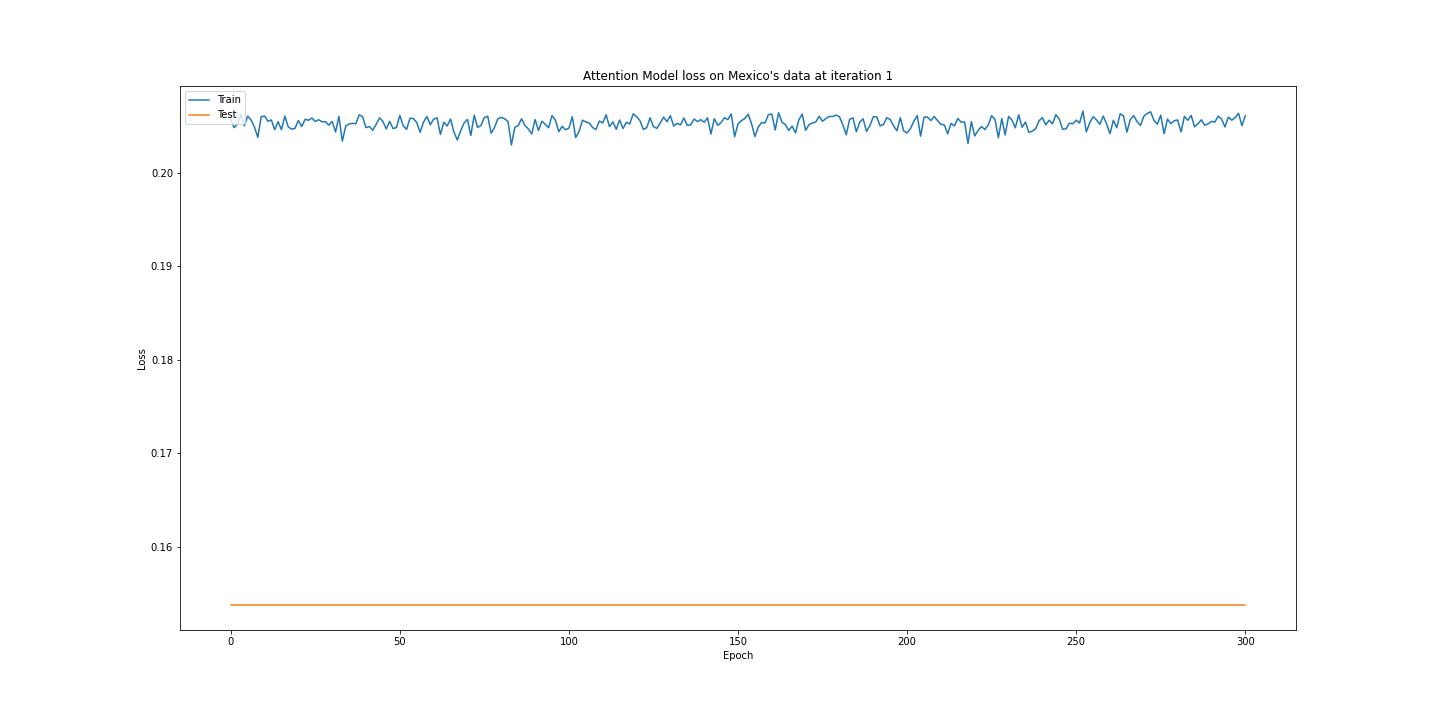 Attention Model loss on Mexico's data at iteration 1
Train
Test
0.20
0.19
0.18
0.17
0.16
Loss
0 50 100 150 200 250 300
Epoch